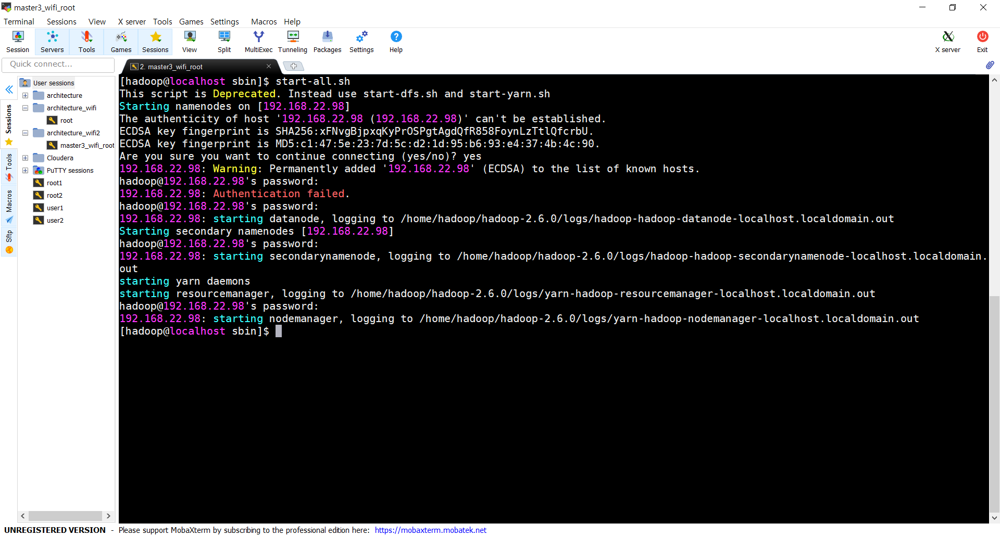 master3_wifi_root
Terminal Sessions View X server Tools Games Settings Macros Help
Session Servers Tools Games Sessions View Split MultiExec Tunneling Packages Settings Help X server Exit
Quick connect...
2. master3_wifi_root
Sessions
Tools
Macros
Sftp
User sessions
architecture
architecture_wifi
root
architecture_wifi2
master3_wifi_root
Cloudera
PuTTY sessions
root1
root2
user1
user2
[hadoop@localhost sbin]$ start-all.sh
This script is Deprecated. Instead use start-dfs.sh and start-yarn.sh
Starting namenodes on [192.168.22.98]
The authenticity of host '192.168.22.98 (192.168.22.98)' can't be established.
ECDSA key fingerprint is SHA256:xFNvgBjpxqKyPrOSPgtAgdQfR858FoynLzTtlQfcrbU.
ECDSA key fingerprint is MD5:c1:47:5e:23:7d:5c:d2:1d:95:b6:93:e4:37:4b:4c:90.
Are you sure you want to continue connecting (yes/no)? yes
192.168.22.98: Warning: Permanently added '192.168.22.98' (ECDSA) to the list of known hosts.
hadoop@192.168.22.98's password:
192.168.22.98: Authentication failed.
hadoop@192.168.22.98's password:
192.168.22.98: starting datanode, logging to /home/hadoop/hadoop-2.6.0/logs/hadoop-hadoop-datanode-localhost.localdomain.out
Starting secondary namenodes [192.168.22.98]
hadoop@192.168.22.98's password:
192.168.22.98: starting secondarynamenode, logging to /home/hadoop/hadoop-2.6.0/logs/hadoop-hadoop-secondarynamenode-localhost.localdomain.
out
starting yarn daemons
starting resourcemanager, logging to /home/hadoop/hadoop-2.6.0/logs/yarn-hadoop-resourcemanager-localhost.localdomain.out
hadoop@192.168.22.98's password:
192.168.22.98: starting nodemanager, logging to /home/hadoop/hadoop-2.6.0/logs/yarn-hadoop-nodemanager-localhost.localdomain.out
[hadoop@localhost sbin]$
UNREGISTERED VERSION - Please support MobaXterm by subscribing to the professional edition here: https://mobaxterm.mobatek.net